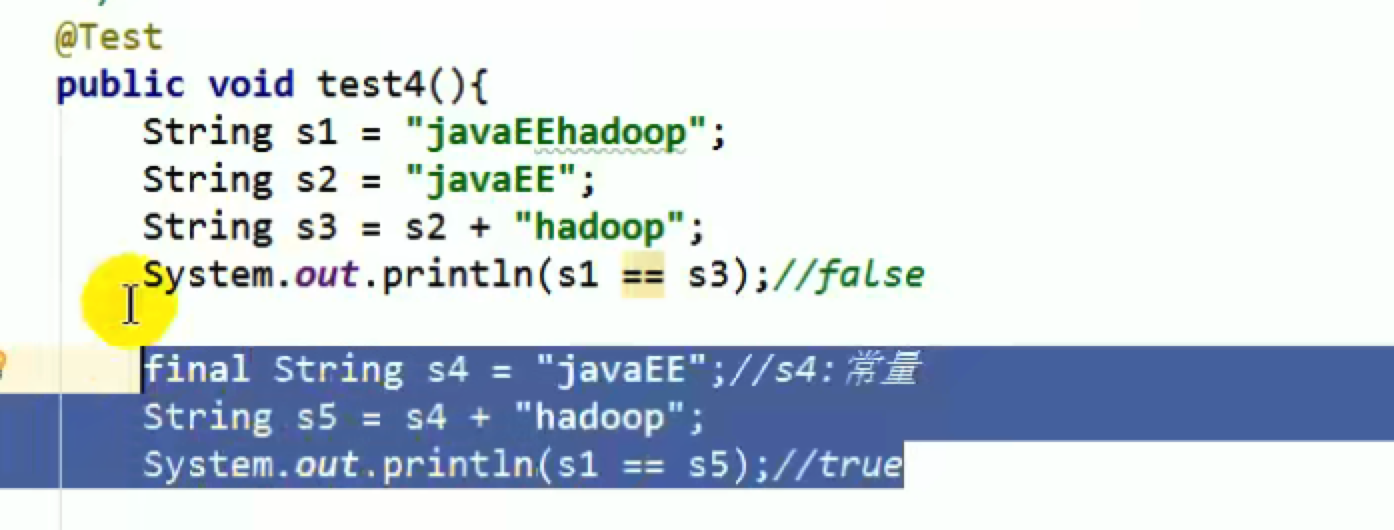 @Test
public void test4(){
String s1 = "javaEEhadoop";
String s2 = "javaEE";
String s3 = s2 + "hadoop";
System.out.println(s1 == s3);//false
final String s4 = "javaEE";//s4:常量
String s5 = s4 + "hadoop";
System.out.println(s1 == s5);//true